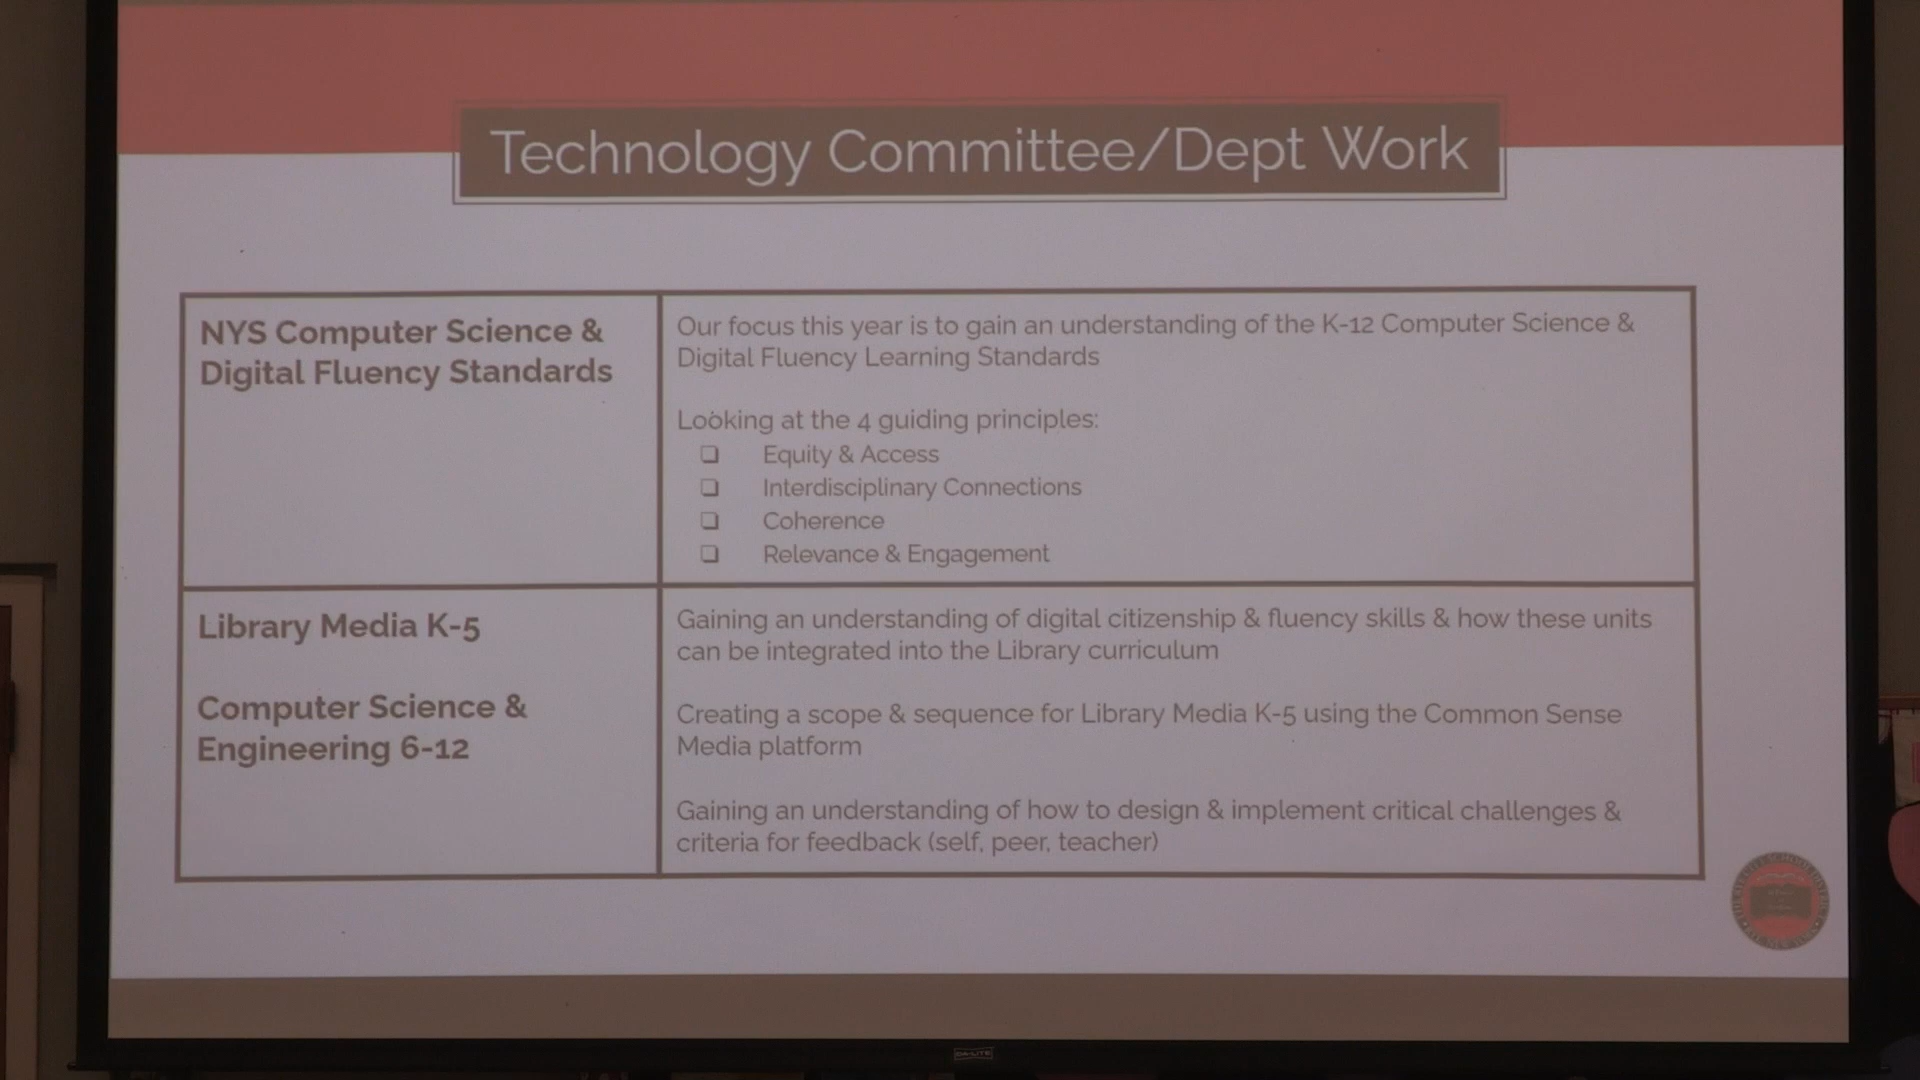 Technology Committee/Dept Work
NYS Computer Science &
Digital Fluency Standards
Our focus this year is to gain an understanding of the K-12 Computer Science &
Digital Fluency Learning Standards
Looking at the 4 guiding principles:
❏ Equity & Access
❏ Interdisciplinary Connections
❏ Coherence
❏ Relevance & Engagement
Library Media K-5
Computer Science &
Engineering 6-12
Gaining an understanding of digital citizenship & fluency skills & how these units
can be integrated into the Library curriculum
Creating a scope & sequence for Library Media K-5 using the Common Sense
Media platform
Gaining an understanding of how to design & implement critical challenges &
criteria for feedback (self, peer, teacher)
DA-LITE